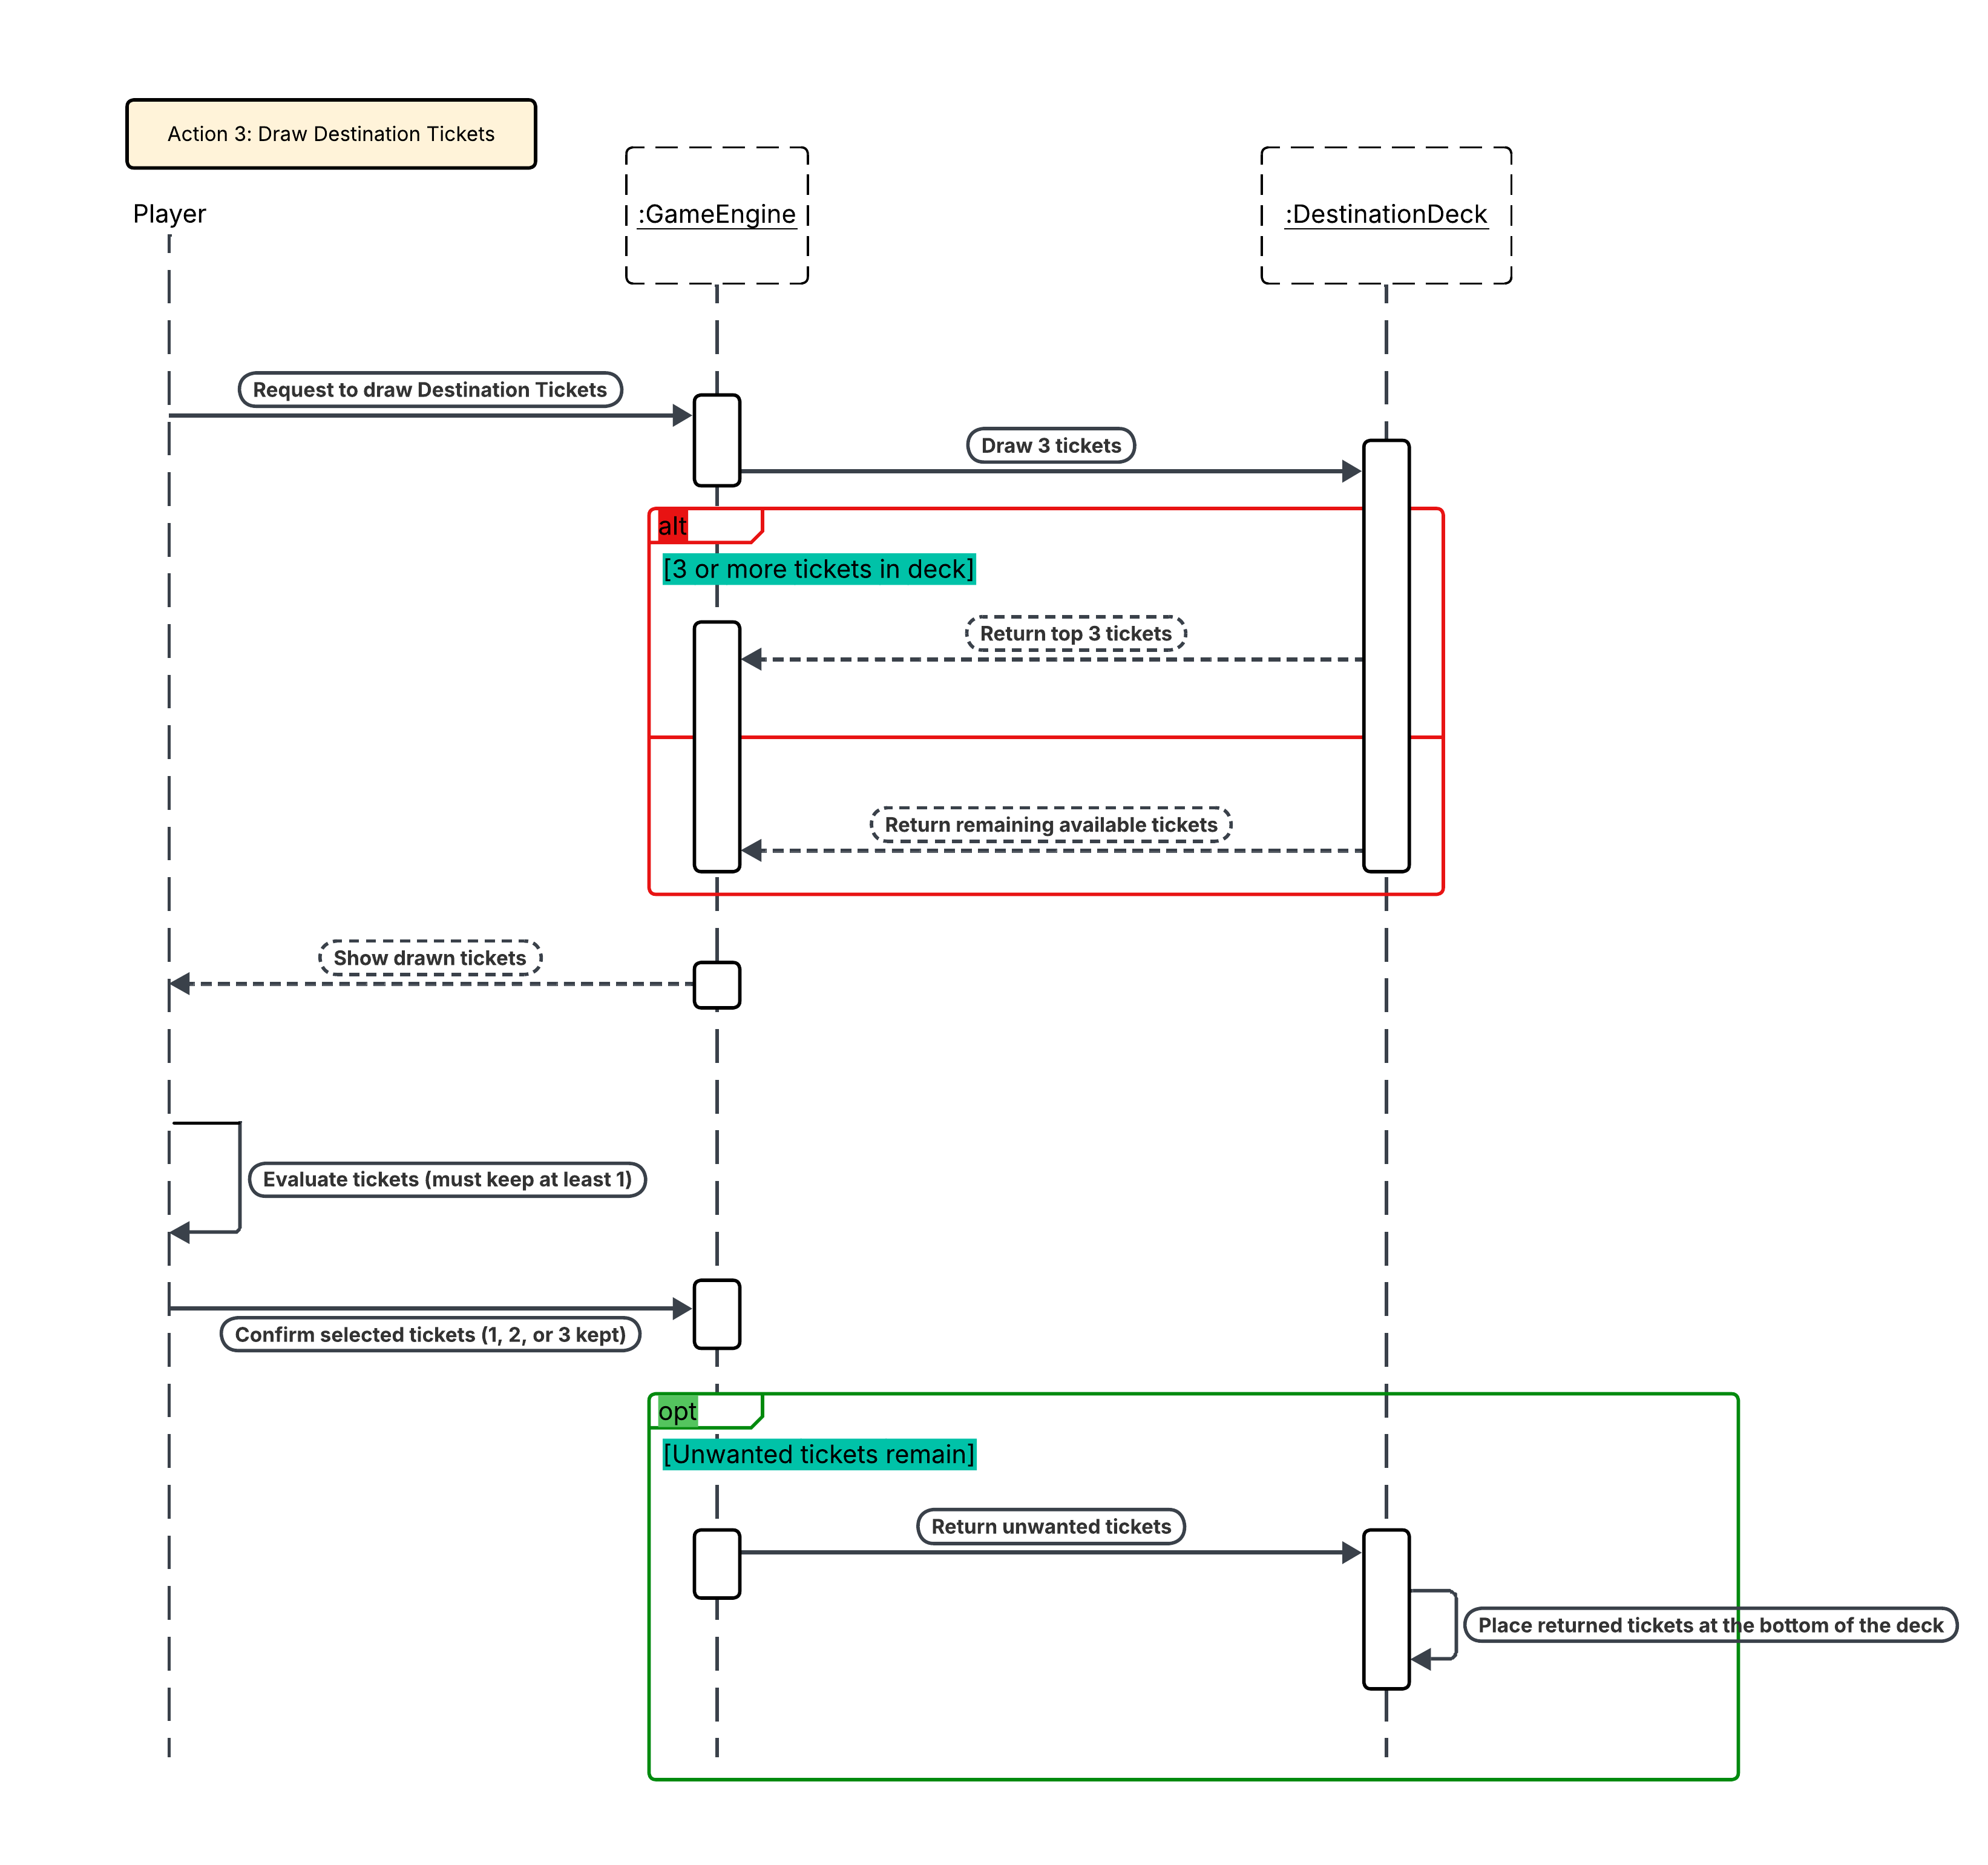 Action 3: Draw Destination Tickets
Player
:GameEngine
:DestinationDeck
Request to draw Destination Tickets
Draw 3 tickets
alt
[3 or more tickets in deck]
Return top 3 tickets
Return remaining available tickets
Show drawn tickets
Evaluate tickets (must keep at least 1)
Confirm selected tickets (1, 2, or 3 kept)
opt
[Unwanted tickets remain]
Return unwanted tickets
Place returned tickets at the bottom of the deck